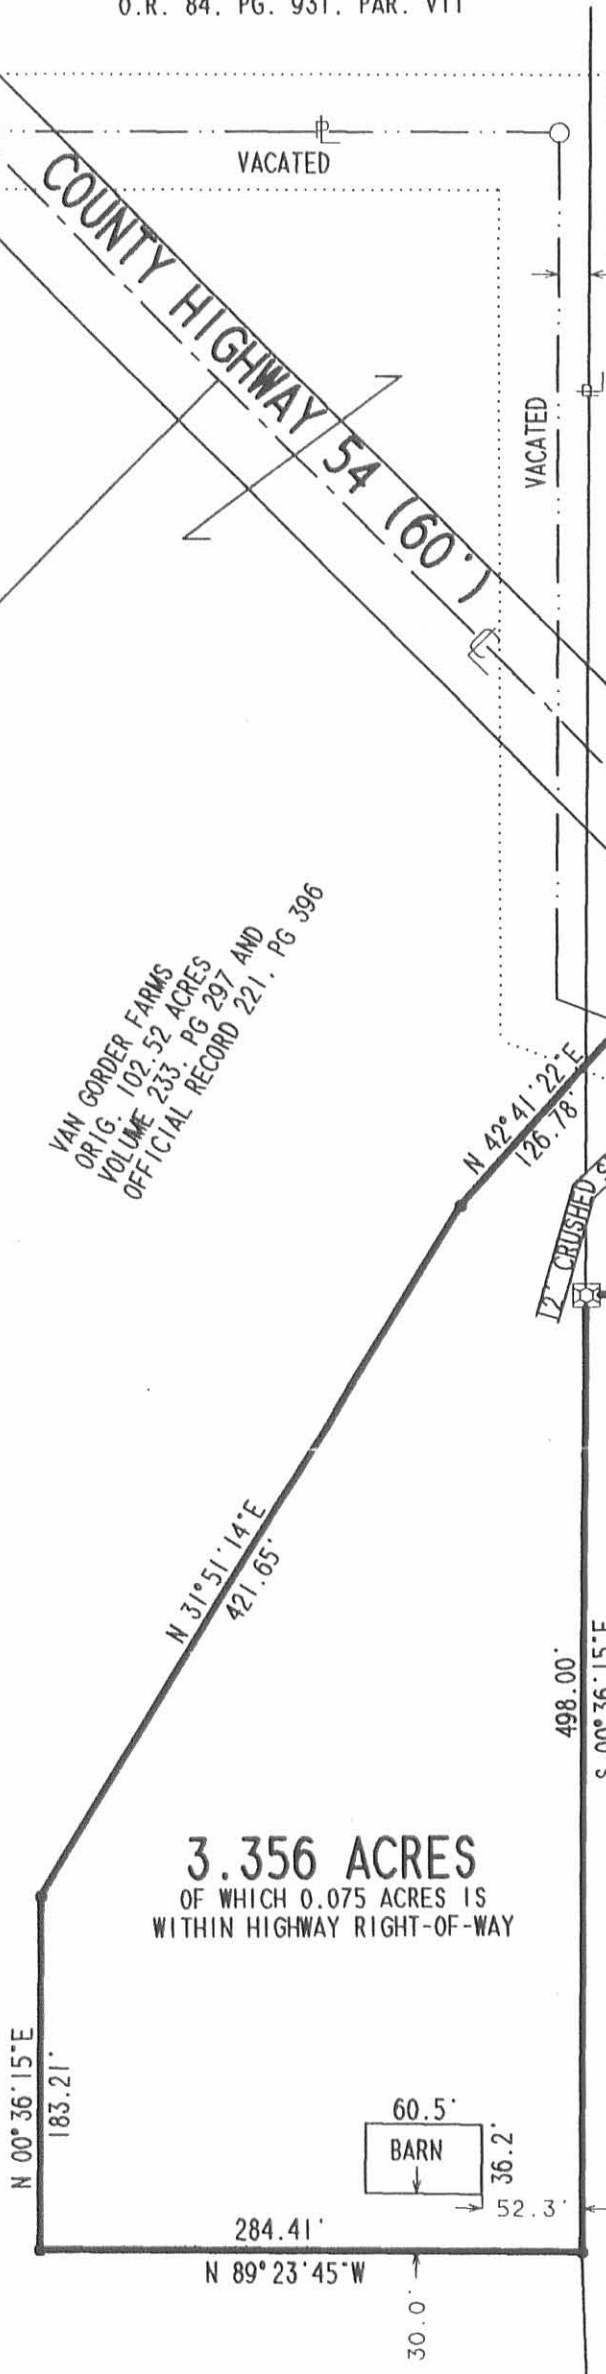 O.R. 84, PG. 931, PAR. VII
VACATED
COUNTY HIGHWAY 54 (60')
VACATED
VAN GORDER FARMS
ORIG. 102.52 ACRES
VOLUME 233, PG 297 AND
OFFICIAL RECORD 221, PG 396
N 42°41'22"E
126.78'
12' CRUSHED
N 31°51'14"E
421.65'
498.00'
S 00°36'15"E
3.356 ACRES
OF WHICH 0.075 ACRES IS
WITHIN HIGHWAY RIGHT-OF-WAY
N 00°36'15"E
183.21'
60.5'
BARN
36.2'
52.3'
284.41'
N 89°23'45"W
30.0'